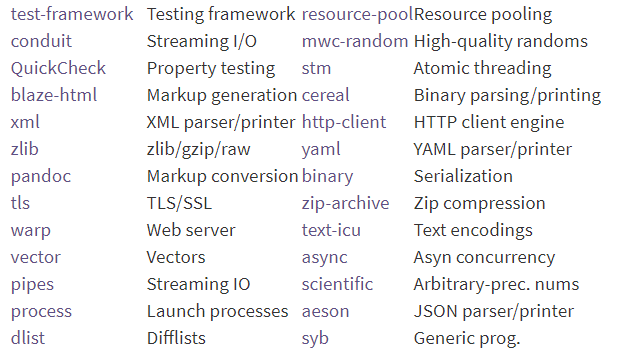 test-framework Testing framework resource-pool Resource pooling
conduit Streaming I/O mwc-random High-quality randoms
QuickCheck Property testing stm Atomic threading
blaze-html Markup generation cereal Binary parsing/printing
xml XML parser/printer http-client HTTP client engine
zlib zlib/gzip/raw yaml YAML parser/printer
pandoc Markup conversion binary Serialization
tls TLS/SSL zip-archive Zip compression
warp Web server text-icu Text encodings
vector Vectors async Asyn concurrency
pipes Streaming IO scientific Arbitrary-prec. nums
process Launch processes aeson JSON parser/printer
dlist Difflists syb Generic prog.